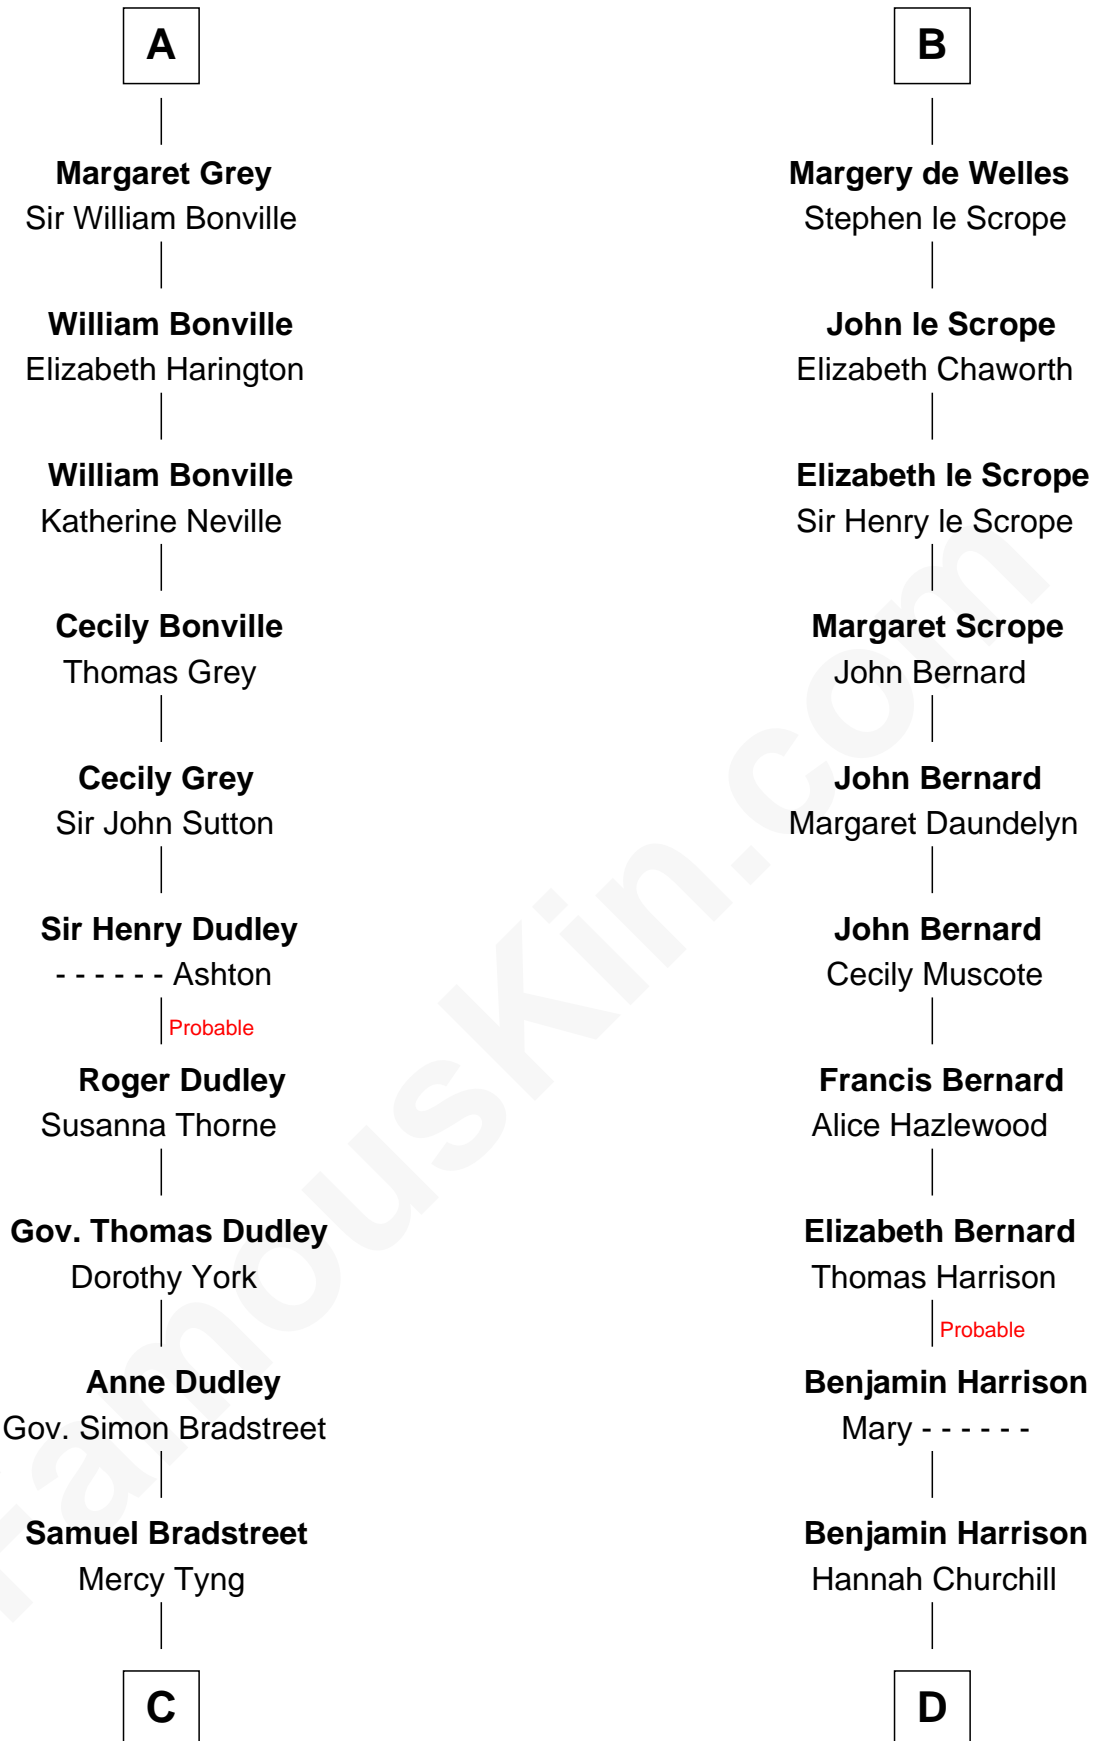 A
Margaret Grey
Sir William Bonville
William Bonville
Elizabeth Harington
William Bonville
Katherine Neville
Cecily Bonville
Thomas Grey
Cecily Grey
Sir John Sutton
Sir Henry Dudley
- - - - - - Ashton
Probable
Roger Dudley
Susanna Thorne
Gov. Thomas Dudley
Dorothy York
Anne Dudley
Gov. Simon Bradstreet
Samuel Bradstreet
Mercy Tyng
C
B
Margery de Welles
Stephen le Scrope
John le Scrope
Elizabeth Chaworth
Elizabeth le Scrope
Sir Henry le Scrope
Margaret Scrope
John Bernard
John Bernard
Margaret Daundelyn
John Bernard
Cecily Muscote
Francis Bernard
Alice Hazlewood
Elizabeth Bernard
Thomas Harrison
Probable
Benjamin Harrison
Mary - - - - - -
Benjamin Harrison
Hannah Churchill
D
FamousKin.com